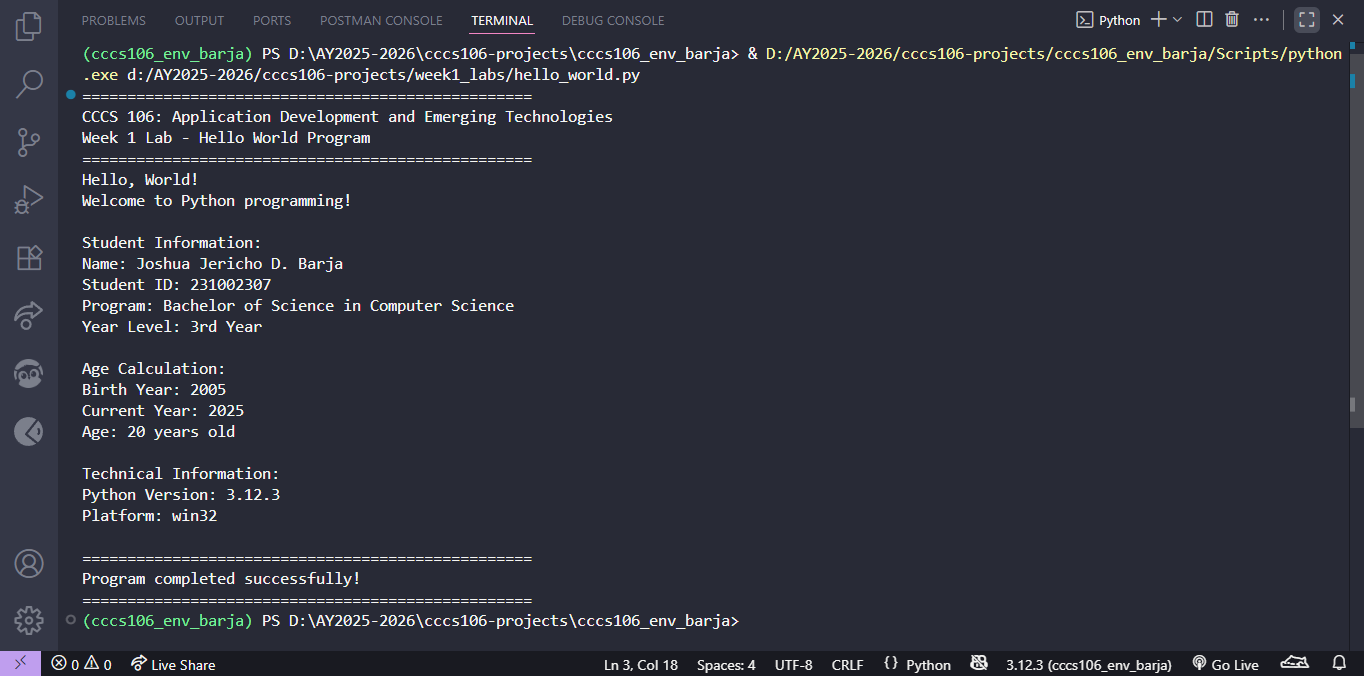 PROBLEMS OUTPUT PORTS POSTMAN CONSOLE TERMINAL DEBUG CONSOLE Python
(cccs106_env_barja) PS D:\AY2025-2026\cccs106-projects\cccs106_env_barja> & D:/AY2025-2026/cccs106-projects/cccs106_env_barja/Scripts/python
.exe d:/AY2025-2026/cccs106-projects/week1_labs/hello_world.py
==================================================
CCCS 106: Application Development and Emerging Technologies
Week 1 Lab - Hello World Program
==================================================
Hello, World!
Welcome to Python programming!
Student Information:
Name: Joshua Jericho D. Barja
Student ID: 231002307
Program: Bachelor of Science in Computer Science
Year Level: 3rd Year
Age Calculation:
Birth Year: 2005
Current Year: 2025
Age: 20 years old
Technical Information:
Python Version: 3.12.3
Platform: win32
==================================================
Program completed successfully!
==================================================
(cccs106_env_barja) PS D:\AY2025-2026\cccs106-projects\cccs106_env_barja>
0 0 Live Share Ln 3, Col 18 Spaces: 4 UTF-8 CRLF {} Python 3.12.3 (cccs106_env_barja) Go Live